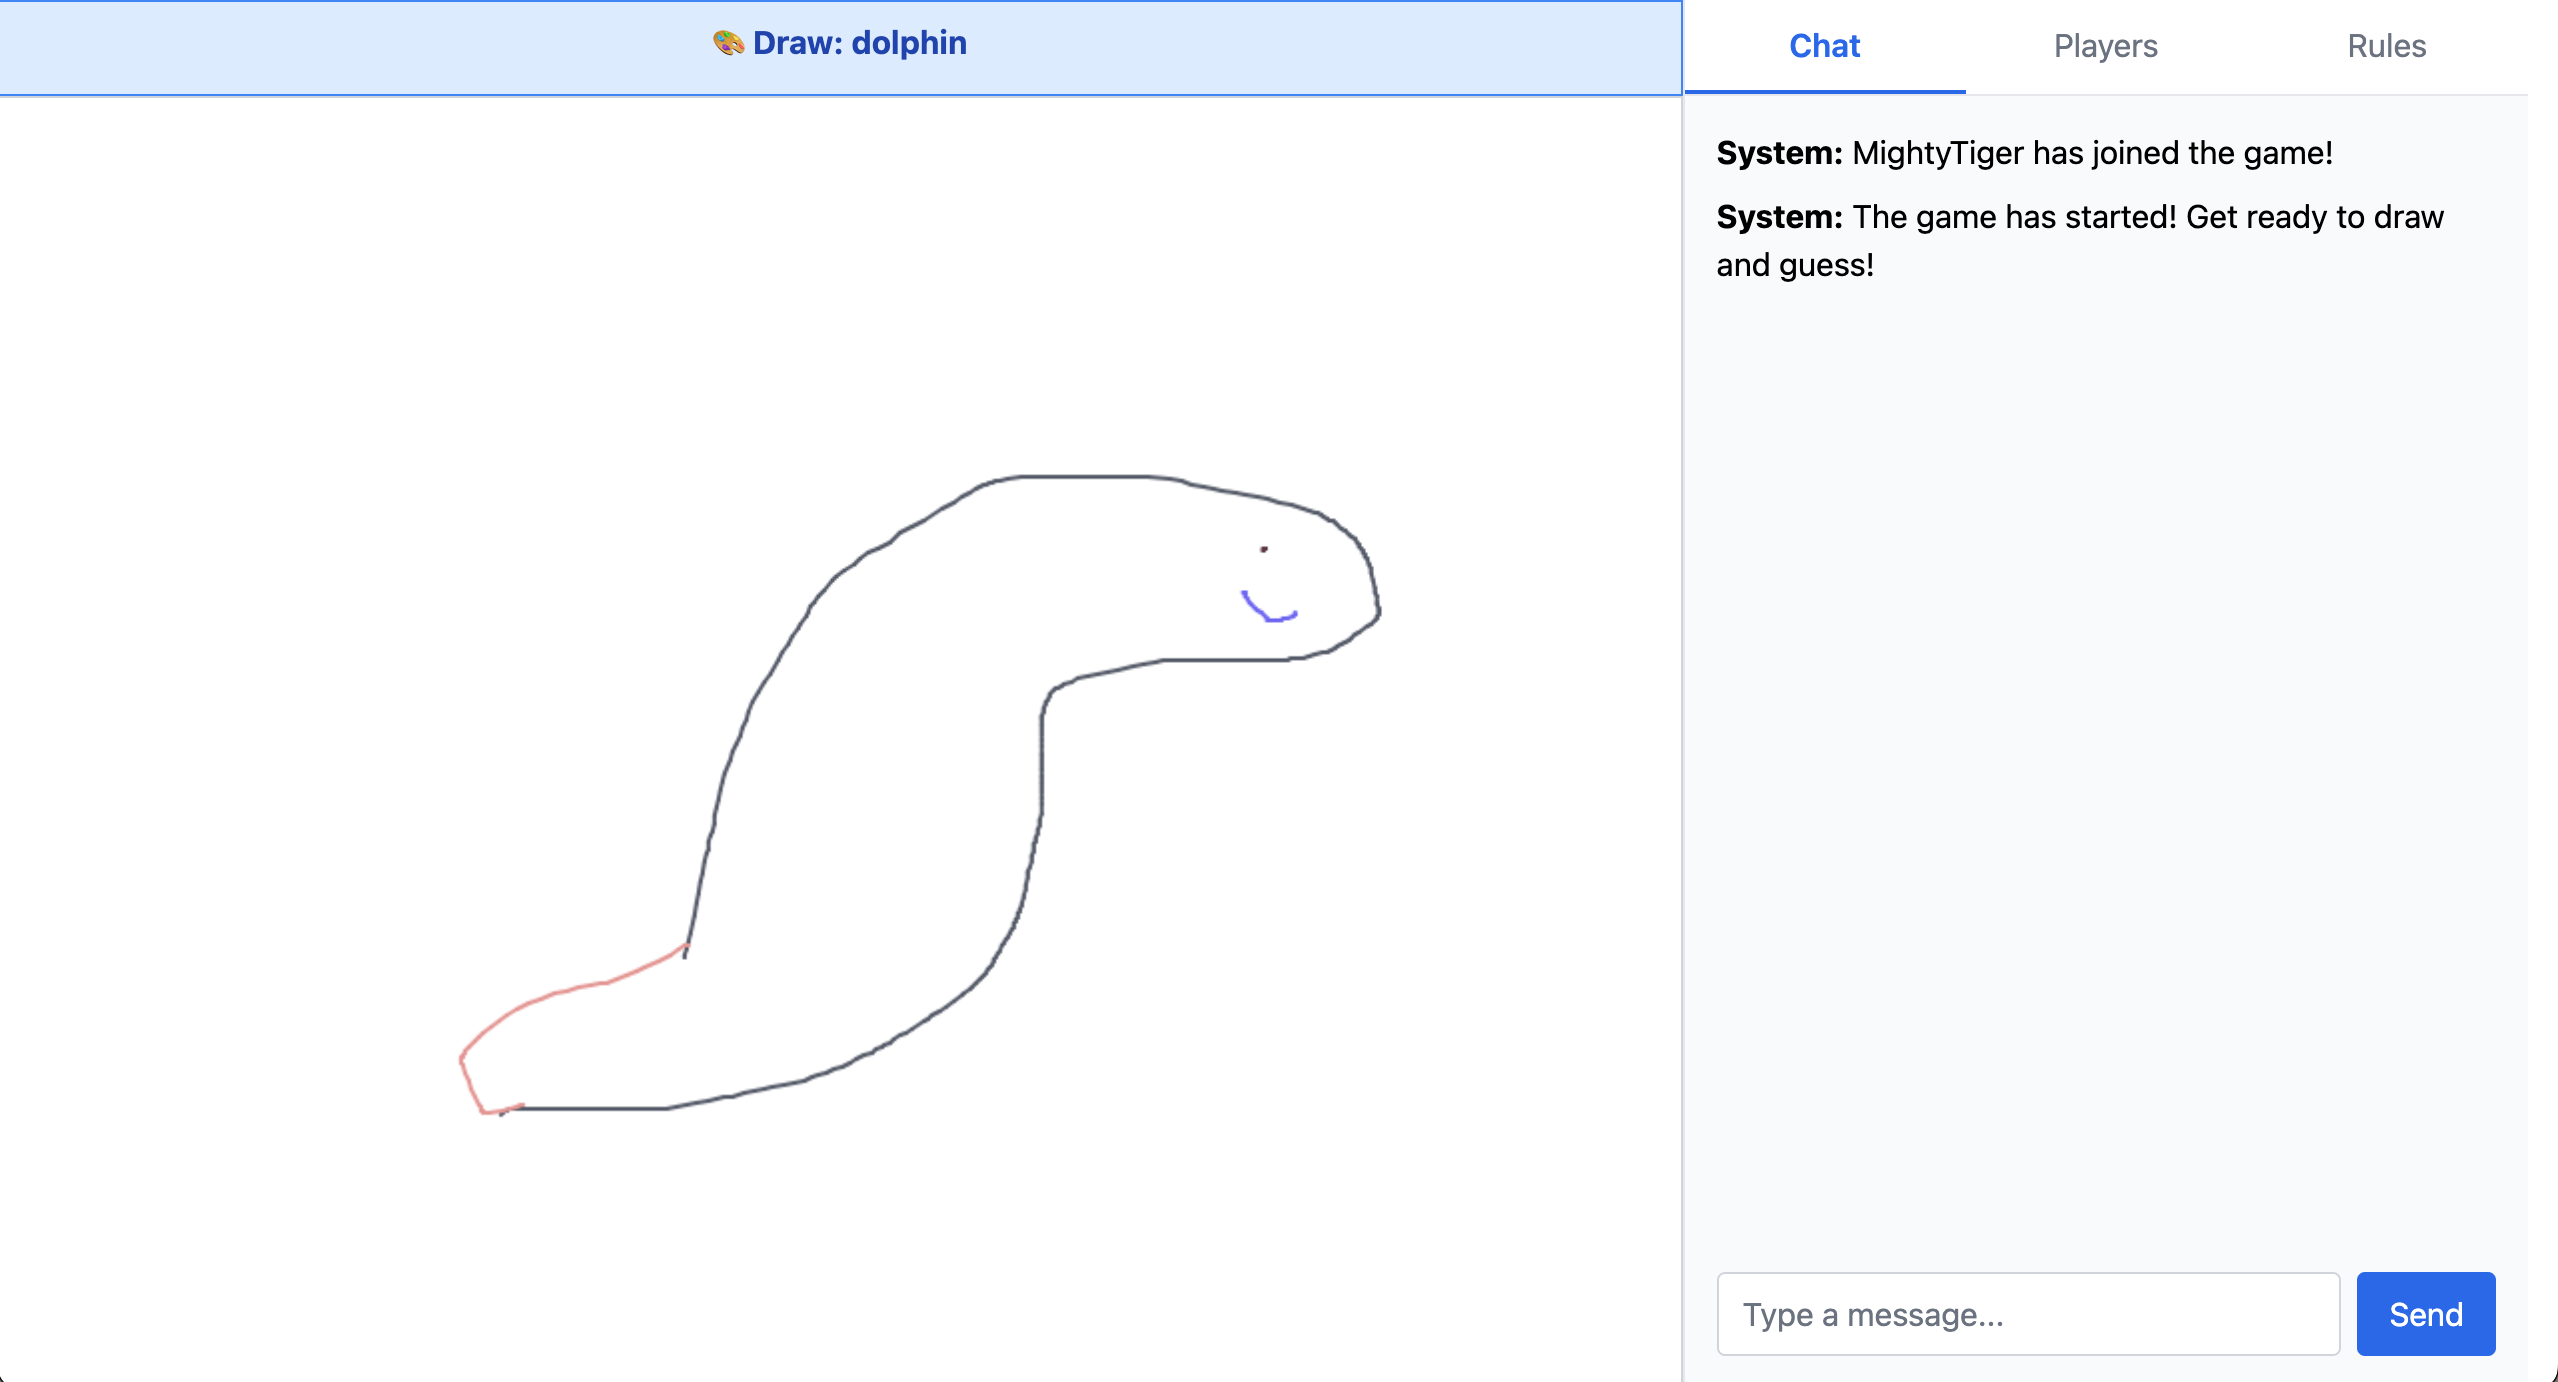 🎨 Draw: dolphin
Chat
Players
Rules
System: MightyTiger has joined the game!
System: The game has started! Get ready to draw
and guess!
Type a message...
Send